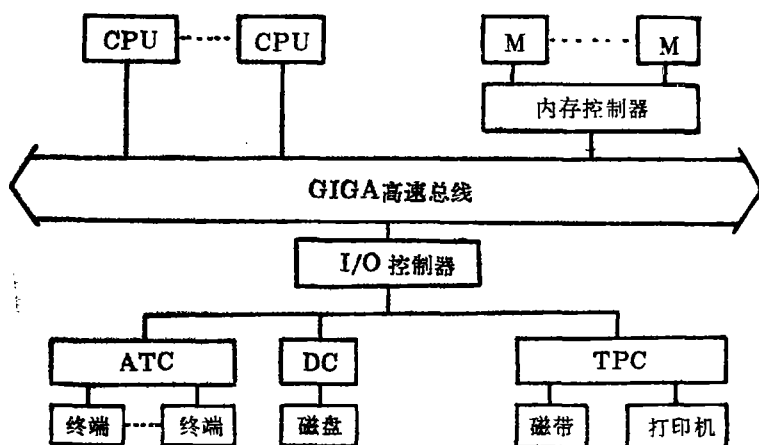 CPU CPU M M
内存控制器
GIGA高速总线
I/O 控制器
ATC DC TPC
终端 终端 磁盘 磁带 打印机